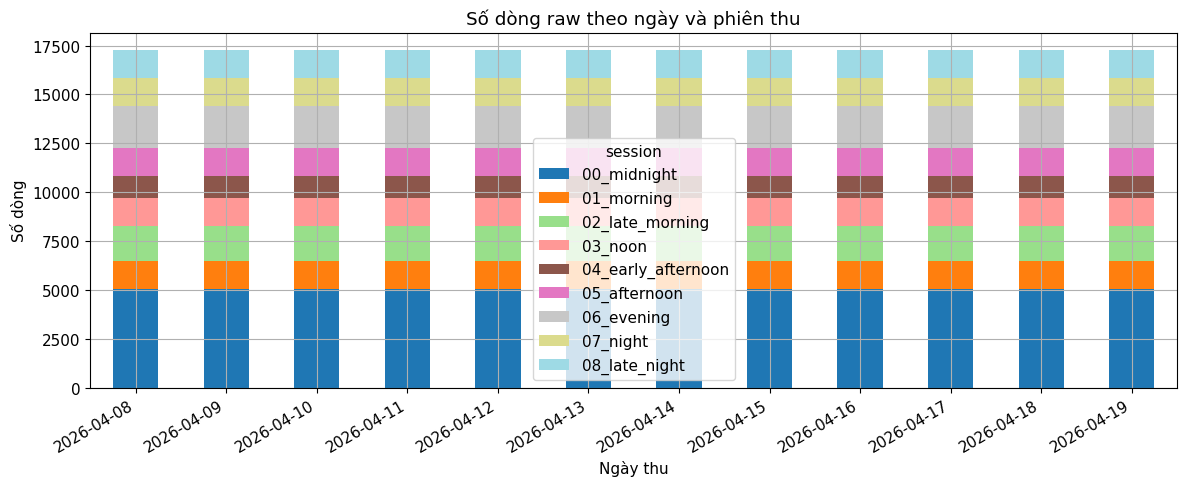 Số dòng raw theo ngày và phiên thu
Số dòng
17500
15000
12500
10000
7500
5000
2500
0
session
00_midnight
01_morning
02_late_morning
03_noon
04_early_afternoon
05_afternoon
06_evening
07_night
08_late_night
2026-04-08
2026-04-09
2026-04-10
2026-04-11
2026-04-12
2026-04-13
2026-04-14
2026-04-15
2026-04-16
2026-04-17
2026-04-18
2026-04-19
Ngày thu